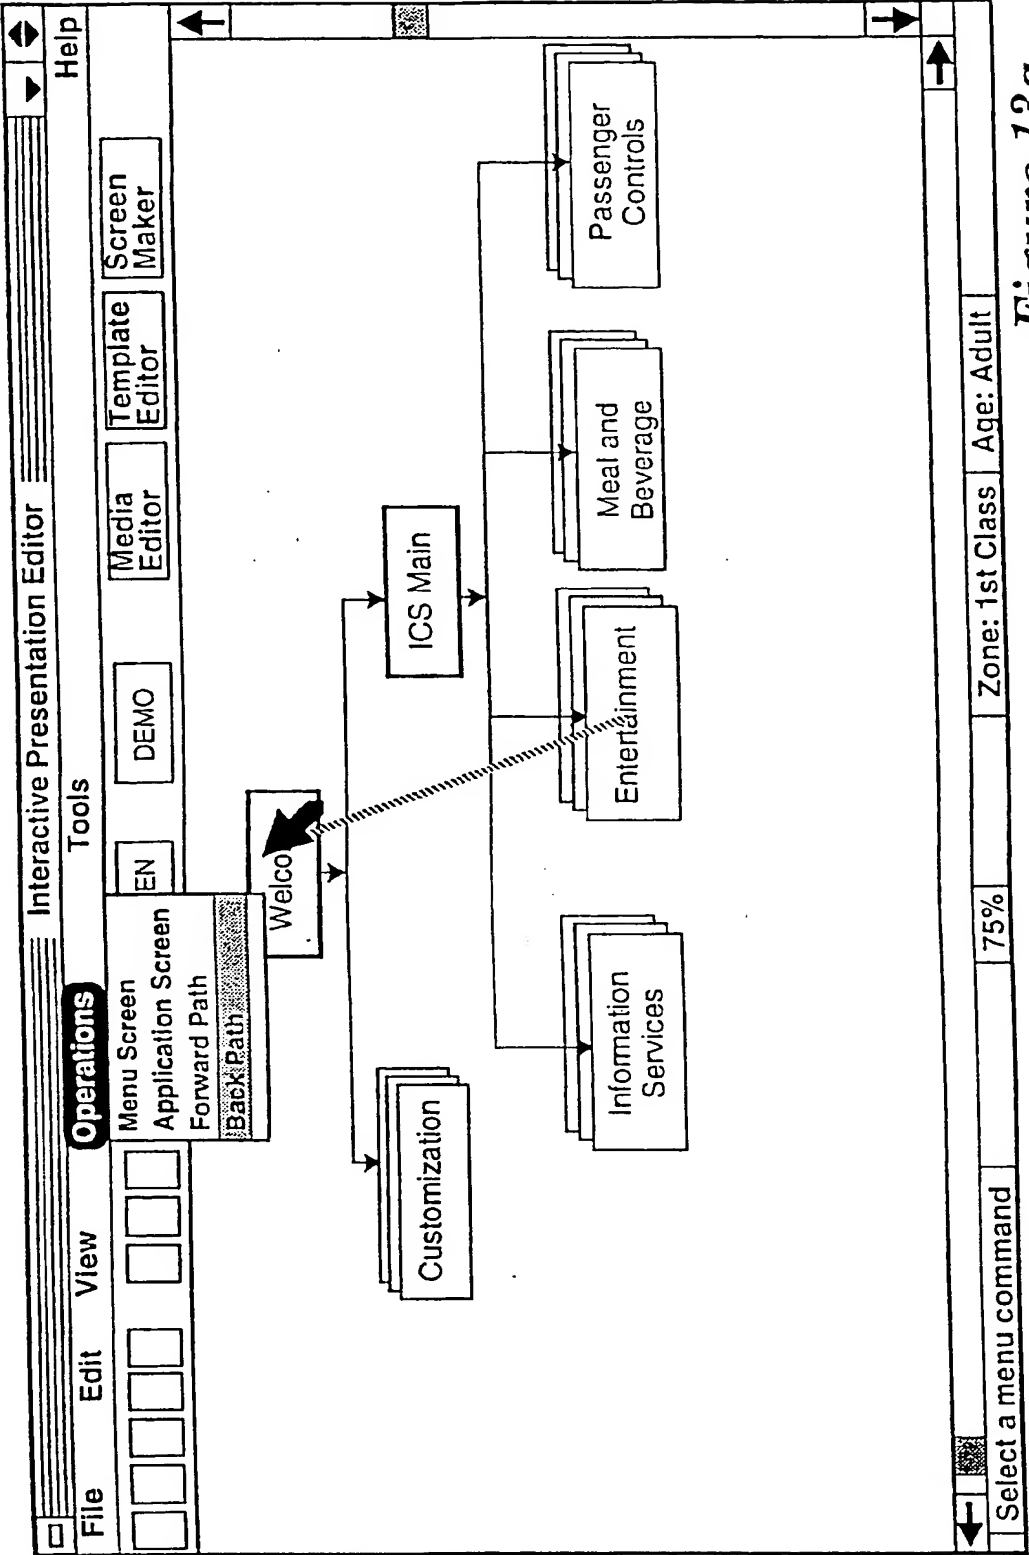 Interactive Presentation Editor
File Edit View Operations Tools Help
EN DEMO Media Editor Template Editor Screen Maker
Menu Screen
Application Screen
Forward Path
Back Path
Welco
Customization
ICS Main
Information
Services
Entertainment
Meal and
Beverage
Passenger
Controls
Select a menu command 75% Zone: 1st Class Age: Adult